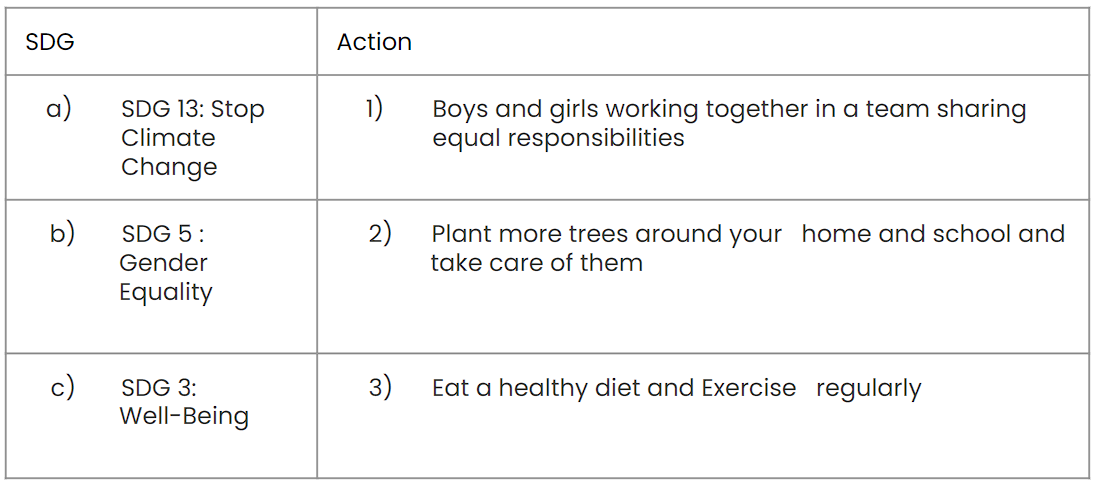 SDG Action
a) SDG 13: Stop Climate Change
1) Boys and girls working together in a team sharing
equal responsibilities
b) SDG 5 :
Gender
Equality
2) Plant more trees around your home and school and
take care of them
c) SDG 3:
Well-Being
3) Eat a healthy diet and Exercise regularly